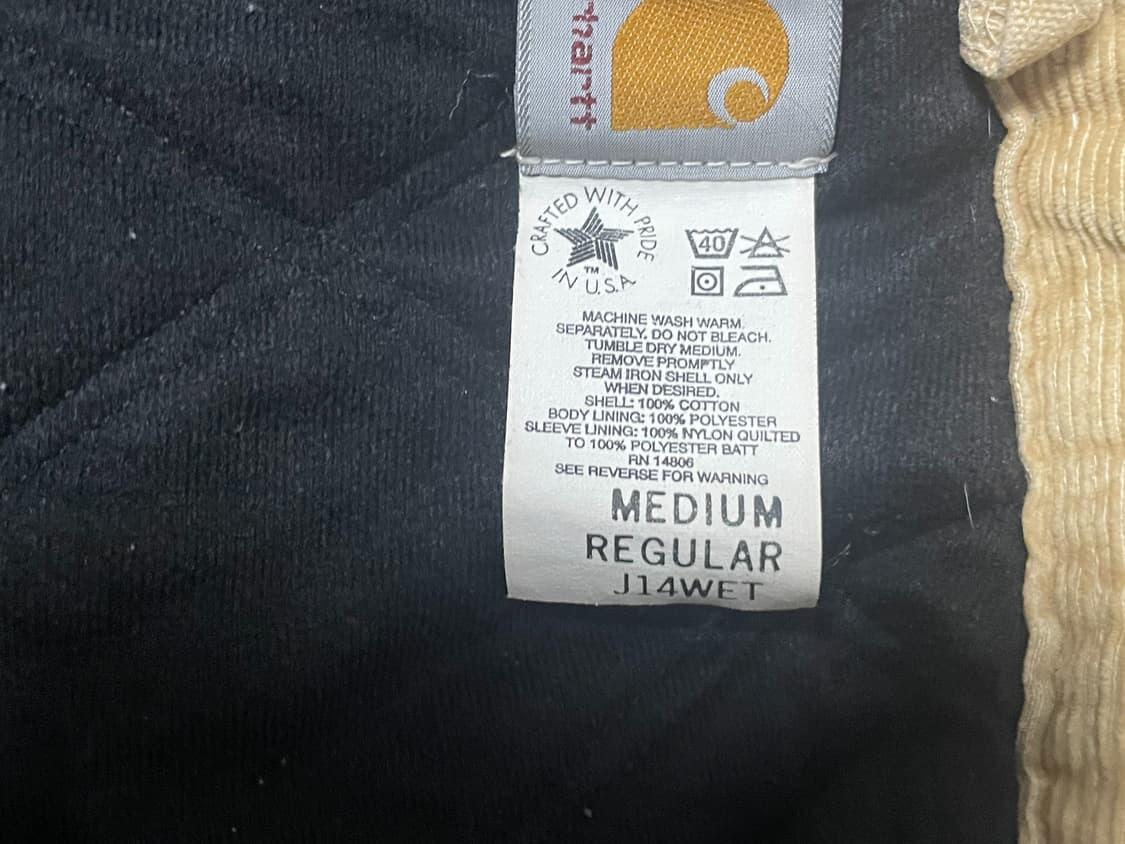 rhartt
CRAFTED WITH PRIDE
™
IN U.S.A
40
MACHINE WASH WARM.
SEPARATELY, DO NOT BLEACH.
TUMBLE DRY MEDIUM.
REMOVE PROMPTLY
STEAM IRON SHELL ONLY
WHEN DESIRED.
SHELL: 100% COTTON
BODY LINING: 100% POLYESTER
SLEEVE LINING: 100% NYLON QUILTED
TO 100% POLYESTER BATT
RN 14806
SEE REVERSE FOR WARNING
MEDIUM
REGULAR
J14WET